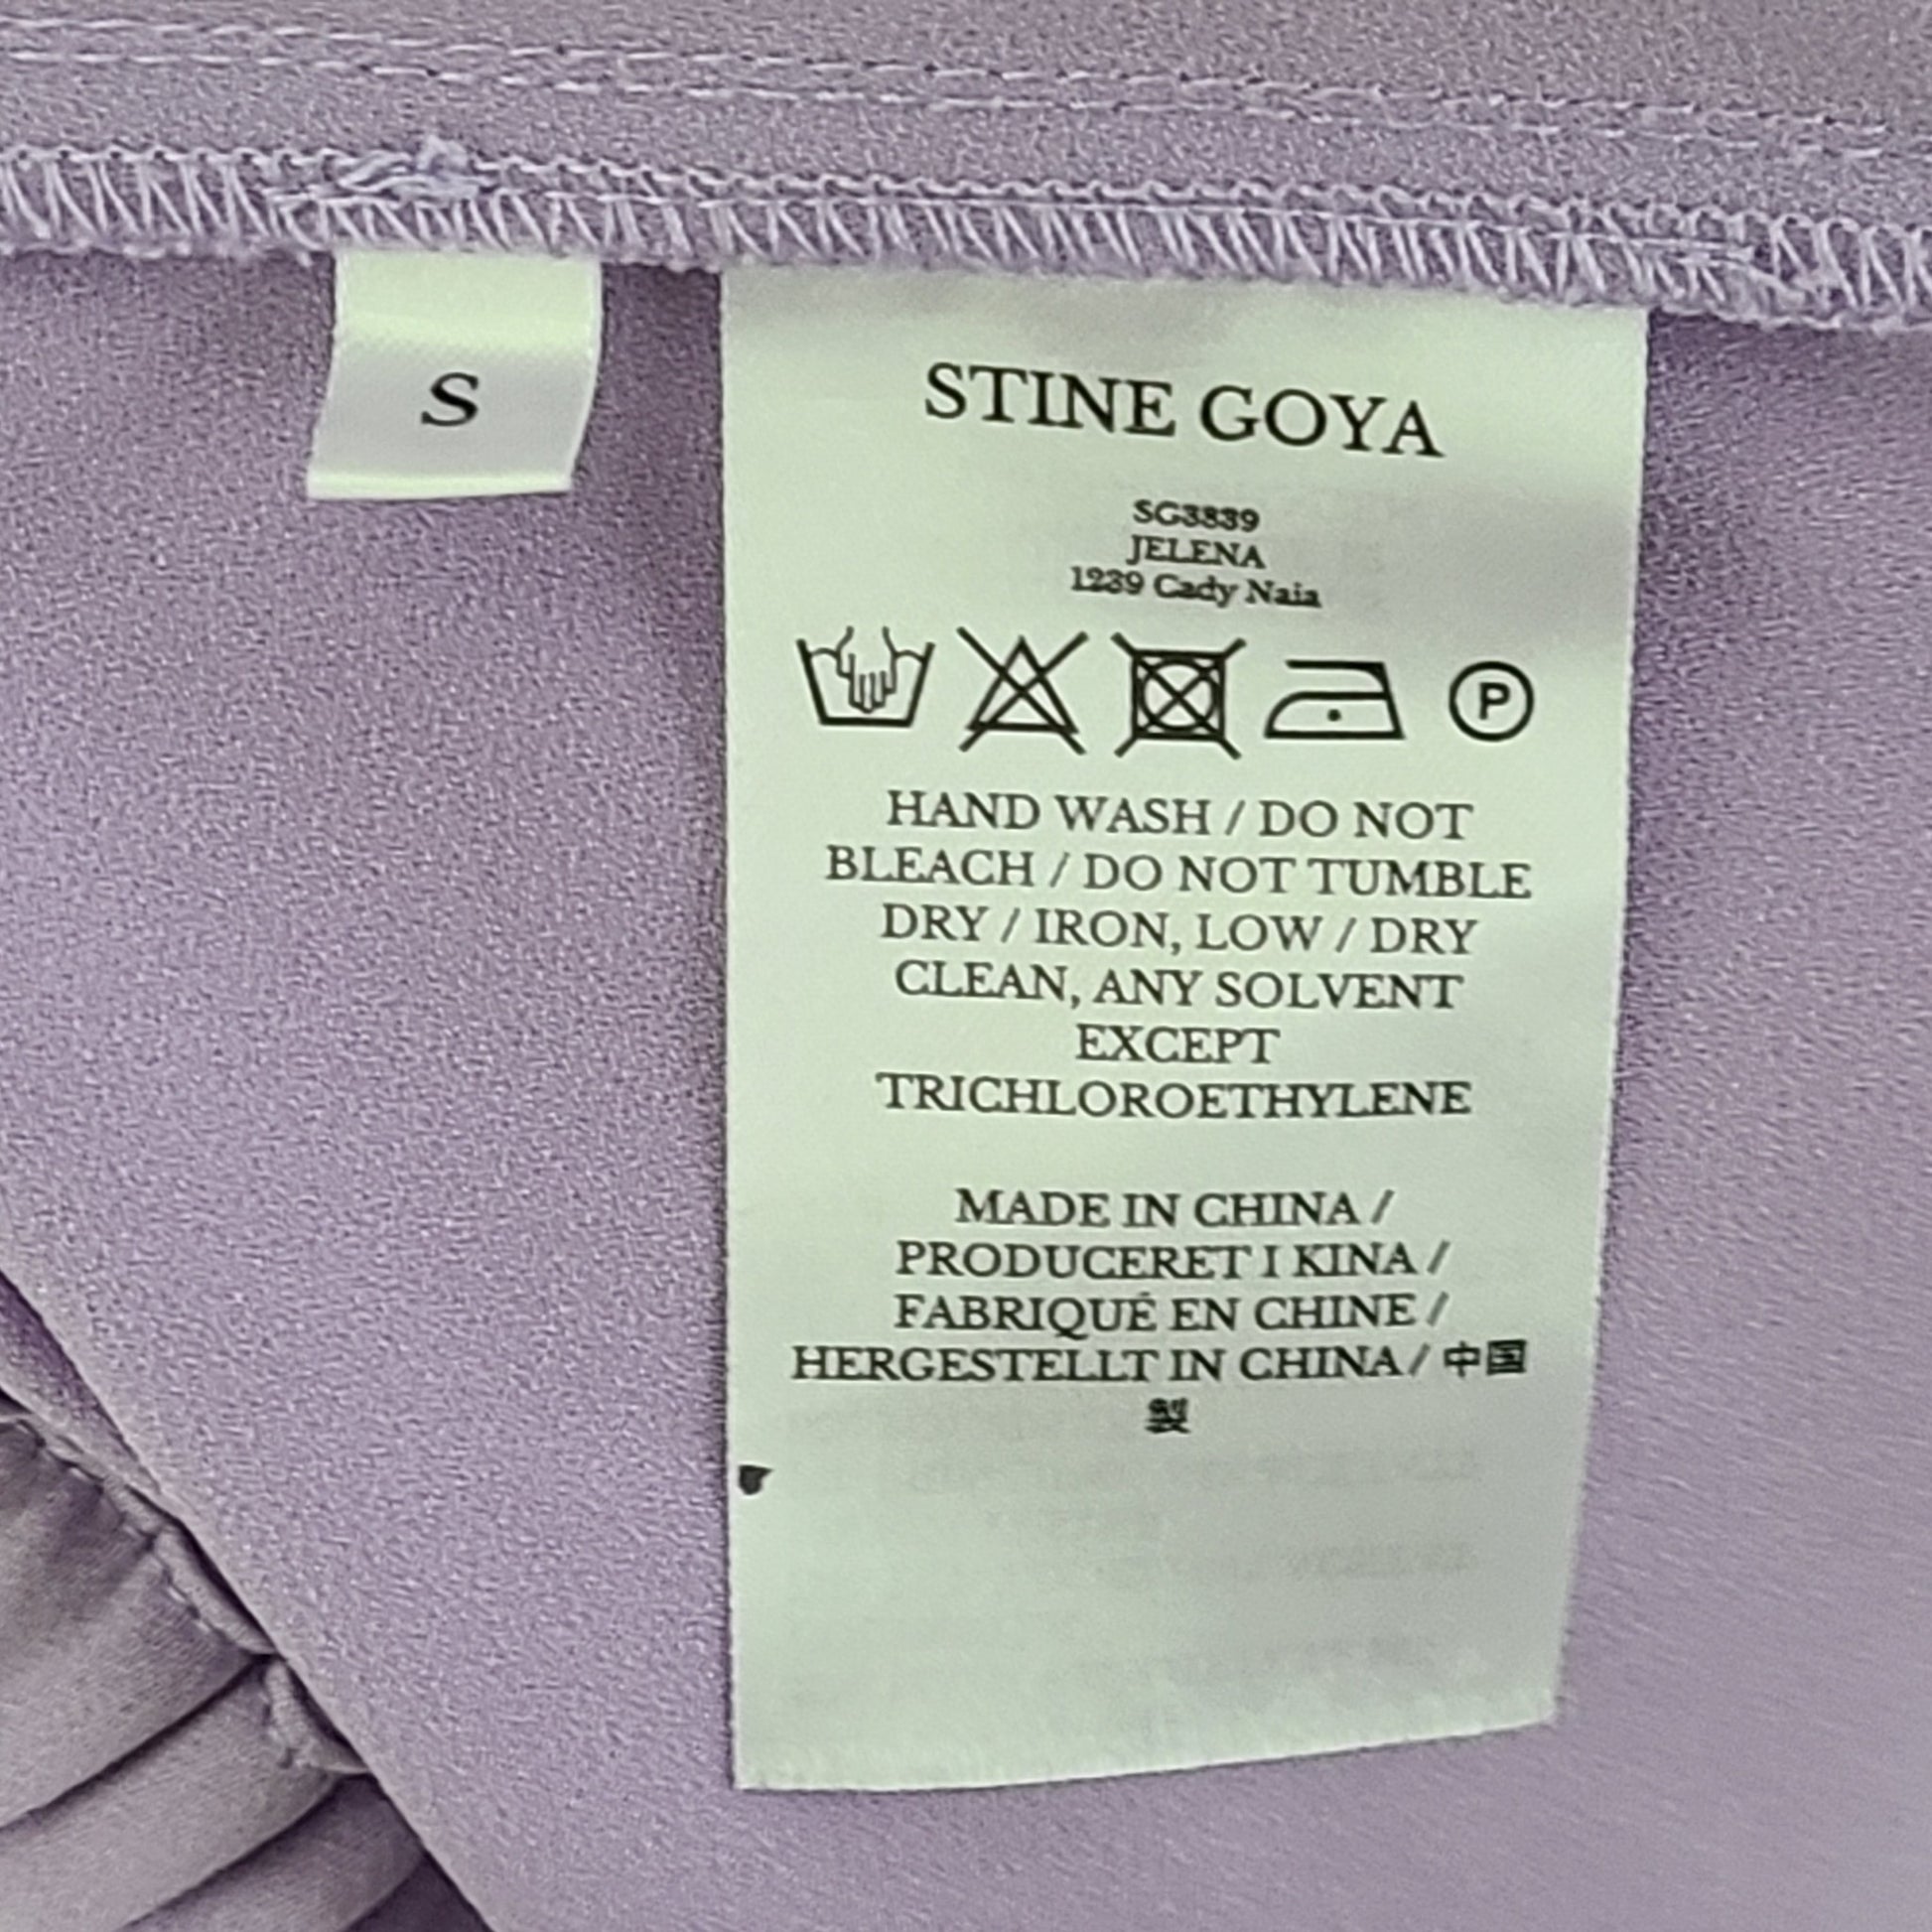 S
STINE GOYA
SG3839
JELENA
1239 Cady Naia
P
HAND WASH / DO NOT
BLEACH / DO NOT TUMBLE
DRY / IRON, LOW / DRY
CLEAN, ANY SOLVENT
EXCEPT
TRICHLOROETHYLENE
MADE IN CHINA /
PRODUCERET I KINA /
FABRIQUÉ EN CHINE /
HERGESTELLT IN CHINA / 中国
製